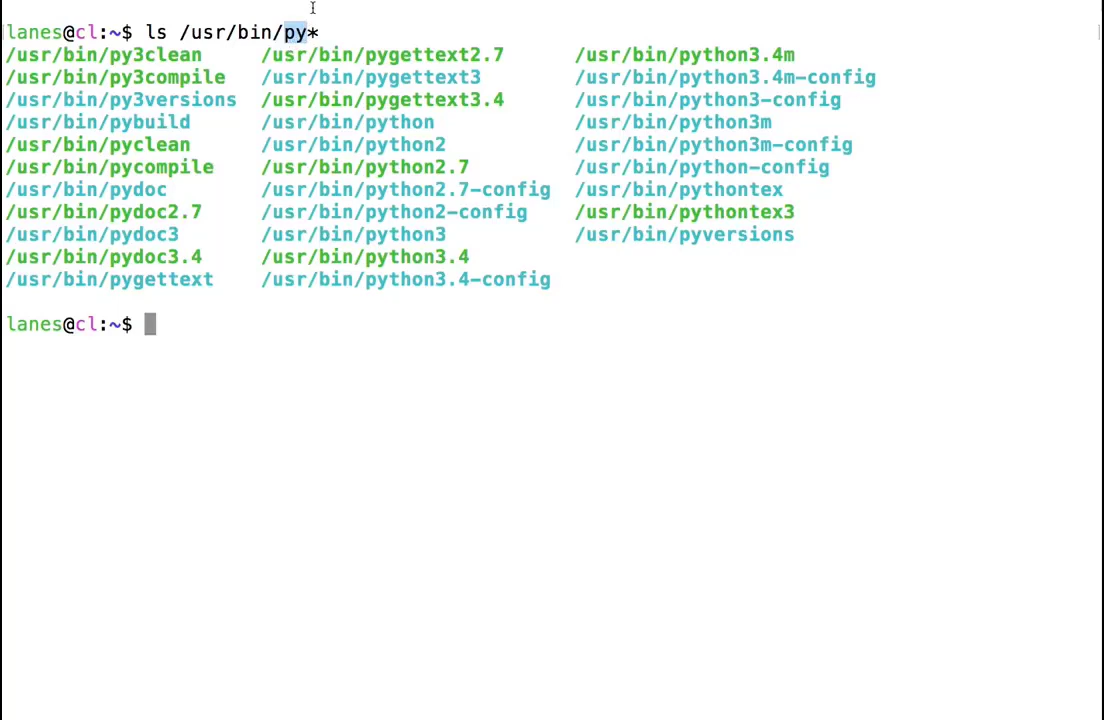 lanes@cl:~$ ls /usr/bin/py*
/usr/bin/py3clean /usr/bin/pygettext2.7 /usr/bin/python3.4m
/usr/bin/py3compile /usr/bin/pygettext3 /usr/bin/python3.4m-config
/usr/bin/py3versions /usr/bin/pygettext3.4 /usr/bin/python3-config
/usr/bin/pybuild /usr/bin/python /usr/bin/python3m
/usr/bin/pyclean /usr/bin/python2 /usr/bin/python3m-config
/usr/bin/pycompile /usr/bin/python2.7 /usr/bin/python-config
/usr/bin/pydoc /usr/bin/python2.7-config /usr/bin/pythontex
/usr/bin/pydoc2.7 /usr/bin/python2-config /usr/bin/pythontex3
/usr/bin/pydoc3 /usr/bin/python3 /usr/bin/pyversions
/usr/bin/pydoc3.4 /usr/bin/python3.4
/usr/bin/pygettext /usr/bin/python3.4-config
lanes@cl:~$